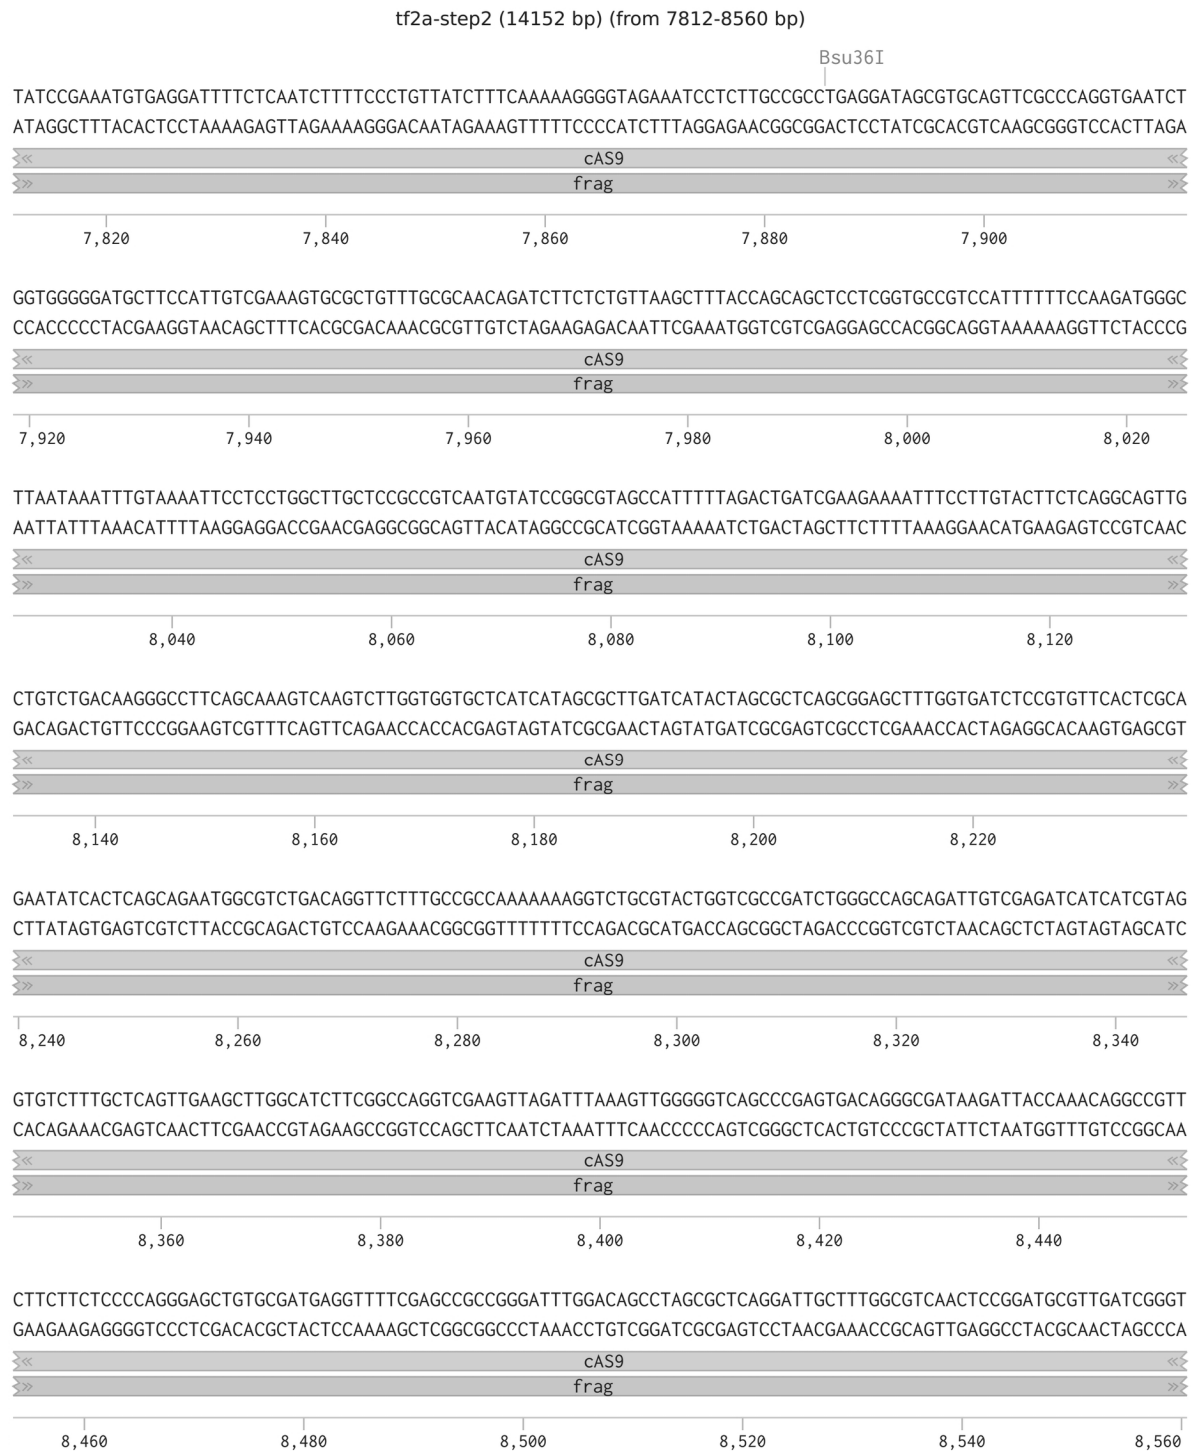 tf2a-step2 (14152 bp) (from 7812-8560 bp)
Bsu36I
TATCCGAAATGTGAGGATTTTCTCAATCTTTTCCCTGTTATCTTTCAAAAAGGGGTAGAAATCCTCTTGCCGCCTGAGGATAGCGTGCAGTTCGCCCAGGTGAATCT
ATAGGCTTTACACTCCTAAAAGAGTTAGAAAAGGGACAATAGAAAGTTTTTCCCCATCTTTAGGAGAACGGCGGACTCCTATCGCACGTCAAGCGGGTCCACTTAGA
«
cAS9
«
»
frag
»
7,820 7,840 7,860 7,880 7,900
GGTGGGGGATGCTTCCATTGTCGAAAGTGCGCTGTTTGCGCAACAGATCTTCTCTGTTAAGCTTTACCAGCAGCTCCTCGGTGCCGTCCATTTTTTCCAAGATGGGC
CCACCCCCTACGAAGGTAACAGCTTTCACGCGACAAACGCGTTGTCTAGAAGAGACAATTCGAAATGGTCGTCGAGGAGCCACGGCAGGTAAAAAAGGTTCTACCCG
«
cAS9
«
»
frag
»
7,920 7,940 7,960 7,980 8,000 8,020
TTAATAAATTTGTAAAATTCCTCCTGGCTTGCTCCGCCGTCAATGTATCCGGCGTAGCCATTTTTAGACTGATCGAAGAAAATTTCCTTGTACTTCTCAGGCAGTTG
AATTATTTAAACATTTTAAGGAGGACCGAACGAGGCGGCAGTTACATAGGCCGCATCGGTAAAAATCTGACTAGCTTCTTTTAAAGGAACATGAAGAGTCCGTCAAC
«
cAS9
«
»
frag
»
8,040 8,060 8,080 8,100 8,120
CTGTCTGACAAGGGCCTTCAGCAAAGTCAAGTCTTGGTGGTGCTCATCATAGCGCTTGATCATACTAGCGCTCAGCGGAGCTTTGGTGATCTCCGTGTTCACTCGCA
GACAGACTGTTCCCGGAAGTCGTTTCAGTTCAGAACCACCACGAGTAGTATCGCGAACTAGTATGATCGCGAGTCGCCTCGAAACCACTAGAGGCACAAGTGAGCGT
«
cAS9
«
»
frag
»
8,140 8,160 8,180 8,200 8,220
GAATATCACTCAGCAGAATGGCGTCTGACAGGTTCTTTGCCGCCAAAAAAAGGTCTGCGTACTGGTCGCCGATCTGGGCCAGCAGATTGTCGAGATCATCATCGTAG
CTTATAGTGAGTCGTCTTACCGCAGACTGTCCAAGAAACGGCGGTTTTTTTCCAGACGCATGACCAGCGGCTAGACCCGGTCGTCTAACAGCTCTAGTAGTAGCATC
«
cAS9
«
»
frag
»
8,240 8,260 8,280 8,300 8,320 8,340
GTGTCTTTGCTCAGTTGAAGCTTGGCATCTTCGGCCAGGTCGAAGTTAGATTTAAAGTTGGGGGTCAGCCCGAGTGACAGGGCGATAAGATTACCAAACAGGCCGTT
CACAGAAACGAGTCAACTTCGAACCGTAGAAGCCGGTCCAGCTTCAATCTAAATTTCAACCCCCAGTCGGGCTCACTGTCCCGCTATTCTAATGGTTTGTCCGGCAA
«
cAS9
«
»
frag
»
8,360 8,380 8,400 8,420 8,440
CTTCTTCTCCCCAGGGAGCTGTGCGATGAGGTTTTCGAGCCGCCGGGATTTGGACAGCCTAGCGCTCAGGATTGCTTTGGCGTCAACTCCGGATGCGTTGATCGGGT
GAAGAAGAGGGGTCCCTCGACACGCTACTCCAAAAGCTCGGCGGCCCTAAACCTGTCGGATCGCGAGTCCTAACGAAACCGCAGTTGAGGCCTACGCAACTAGCCCA
«
cAS9
«
»
frag
»
8,460 8,480 8,500 8,520 8,540 8,560